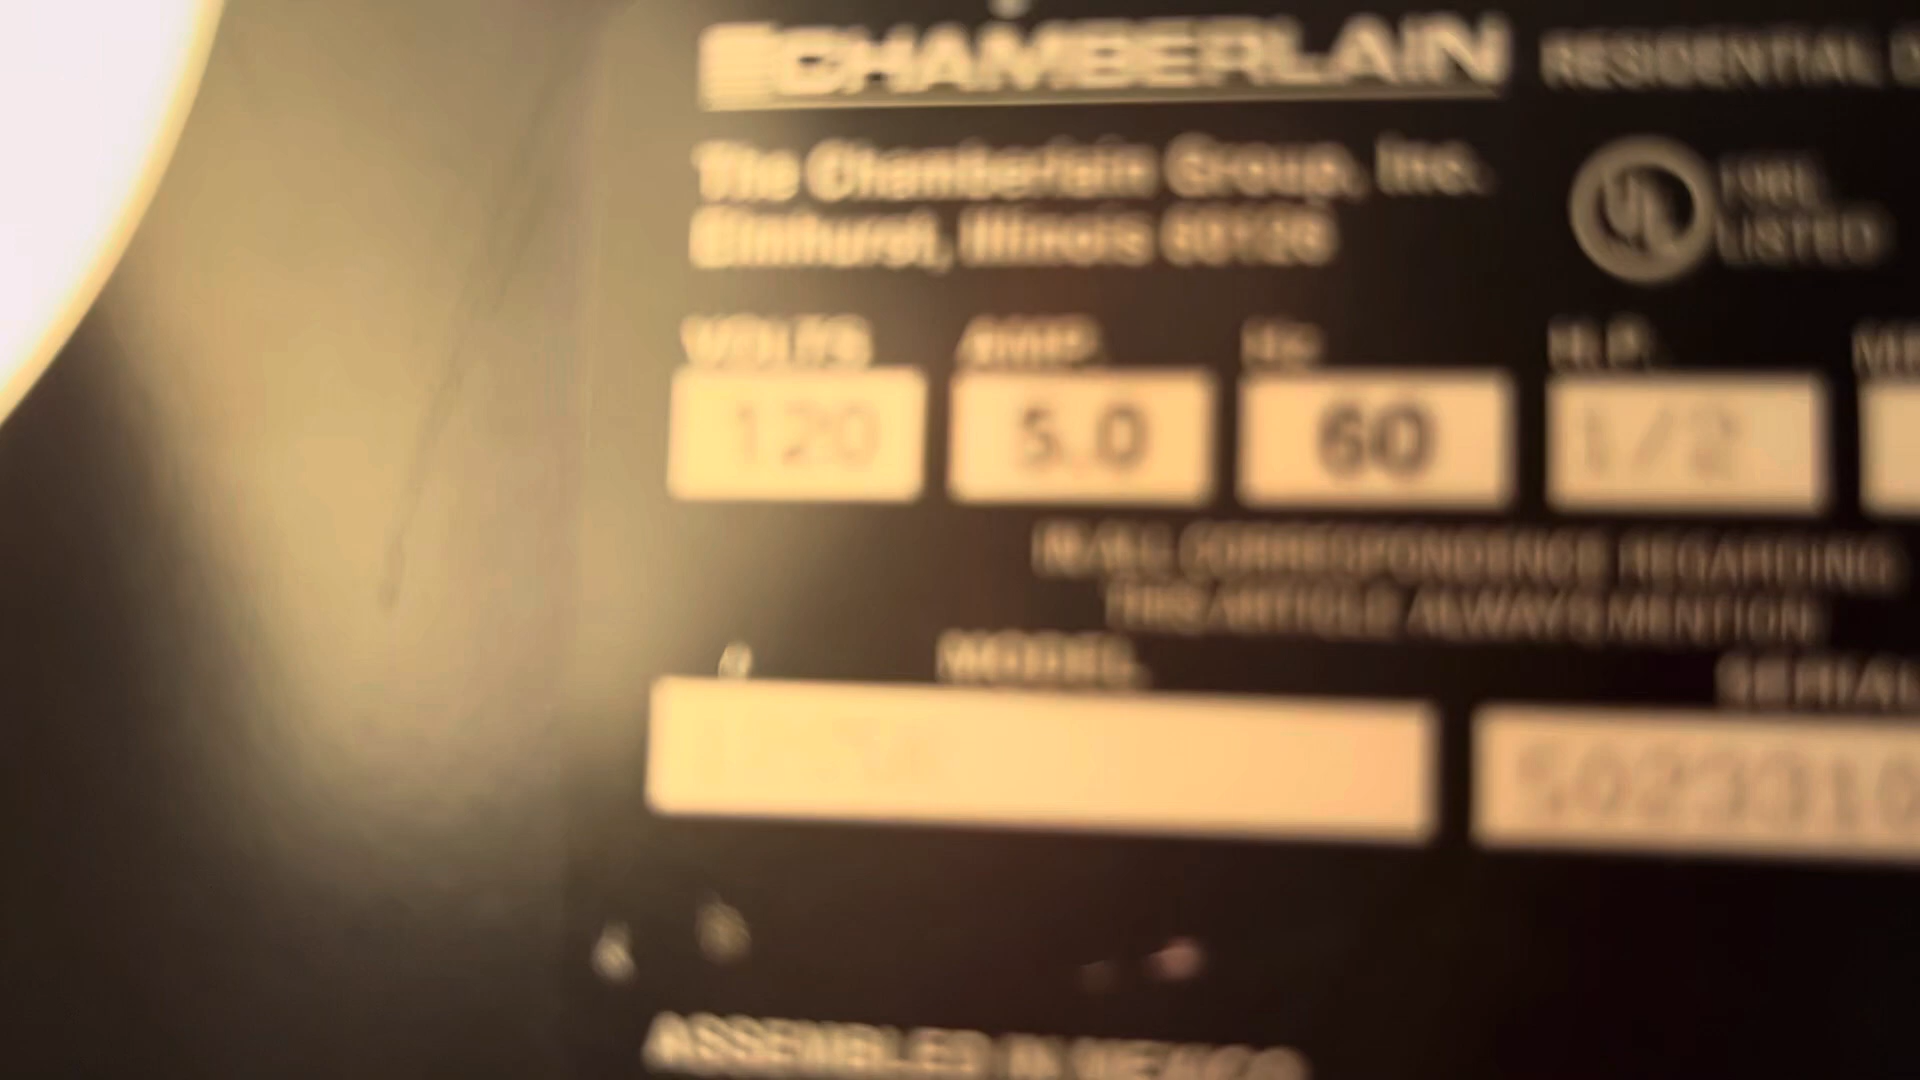 CHAMBERLAIN RESIDENTIAL
The Chamberlain Group, Inc.
Elmhurst, Illinois 60126
LISTED
VOLTS AMP. Hz H.P.
120 5.0 60 1/2
IN ALL CORRESPONDENCE REGARDING
THIS ARTICLE ALWAYS MENTION
MODEL SERIAL
ASSEMBLED IN MEXICO